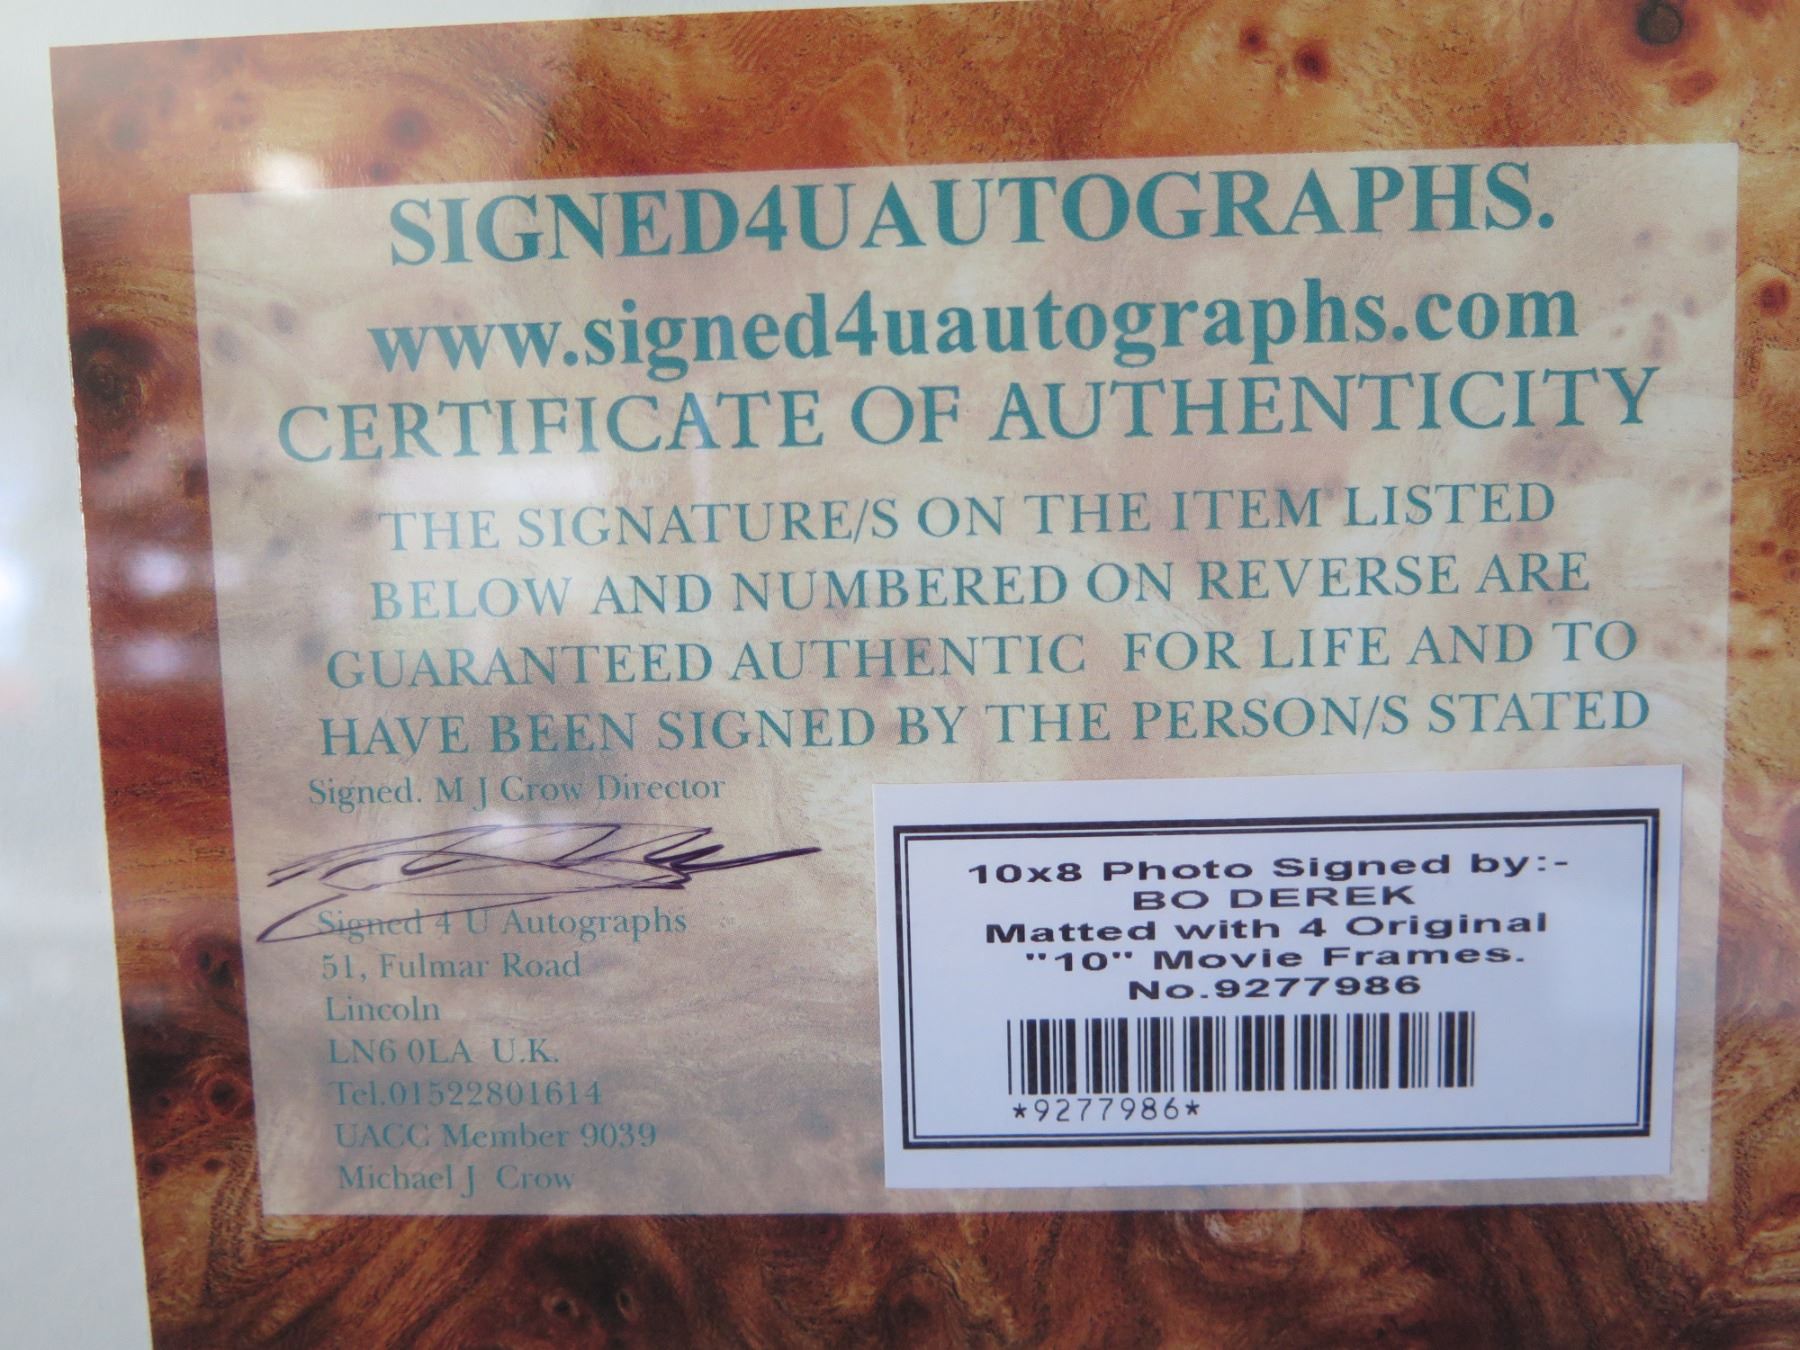 SIGNED4UAUTOGRAPHS.
www.signed4uautographs.com
CERTIFICATE OF AUTHENTICITY
THE SIGNATURE/S ON THE ITEM LISTED
BELOW AND NUMBERED ON REVERSE ARE
GUARANTEED AUTHENTIC FOR LIFE AND TO
HAVE BEEN SIGNED BY THE PERSON/S STATED
Signed. M J Crow Director
Signed 4 U Autographs
51, Fulmar Road
Lincoln
LN6 0LA U.K.
Tel.01522801614
UACC Member 9039
Michael J Crow
10x8 Photo Signed by:-
BO DEREK
Matted with 4 Original
"10" Movie Frames.
No.9277986
*9277986*